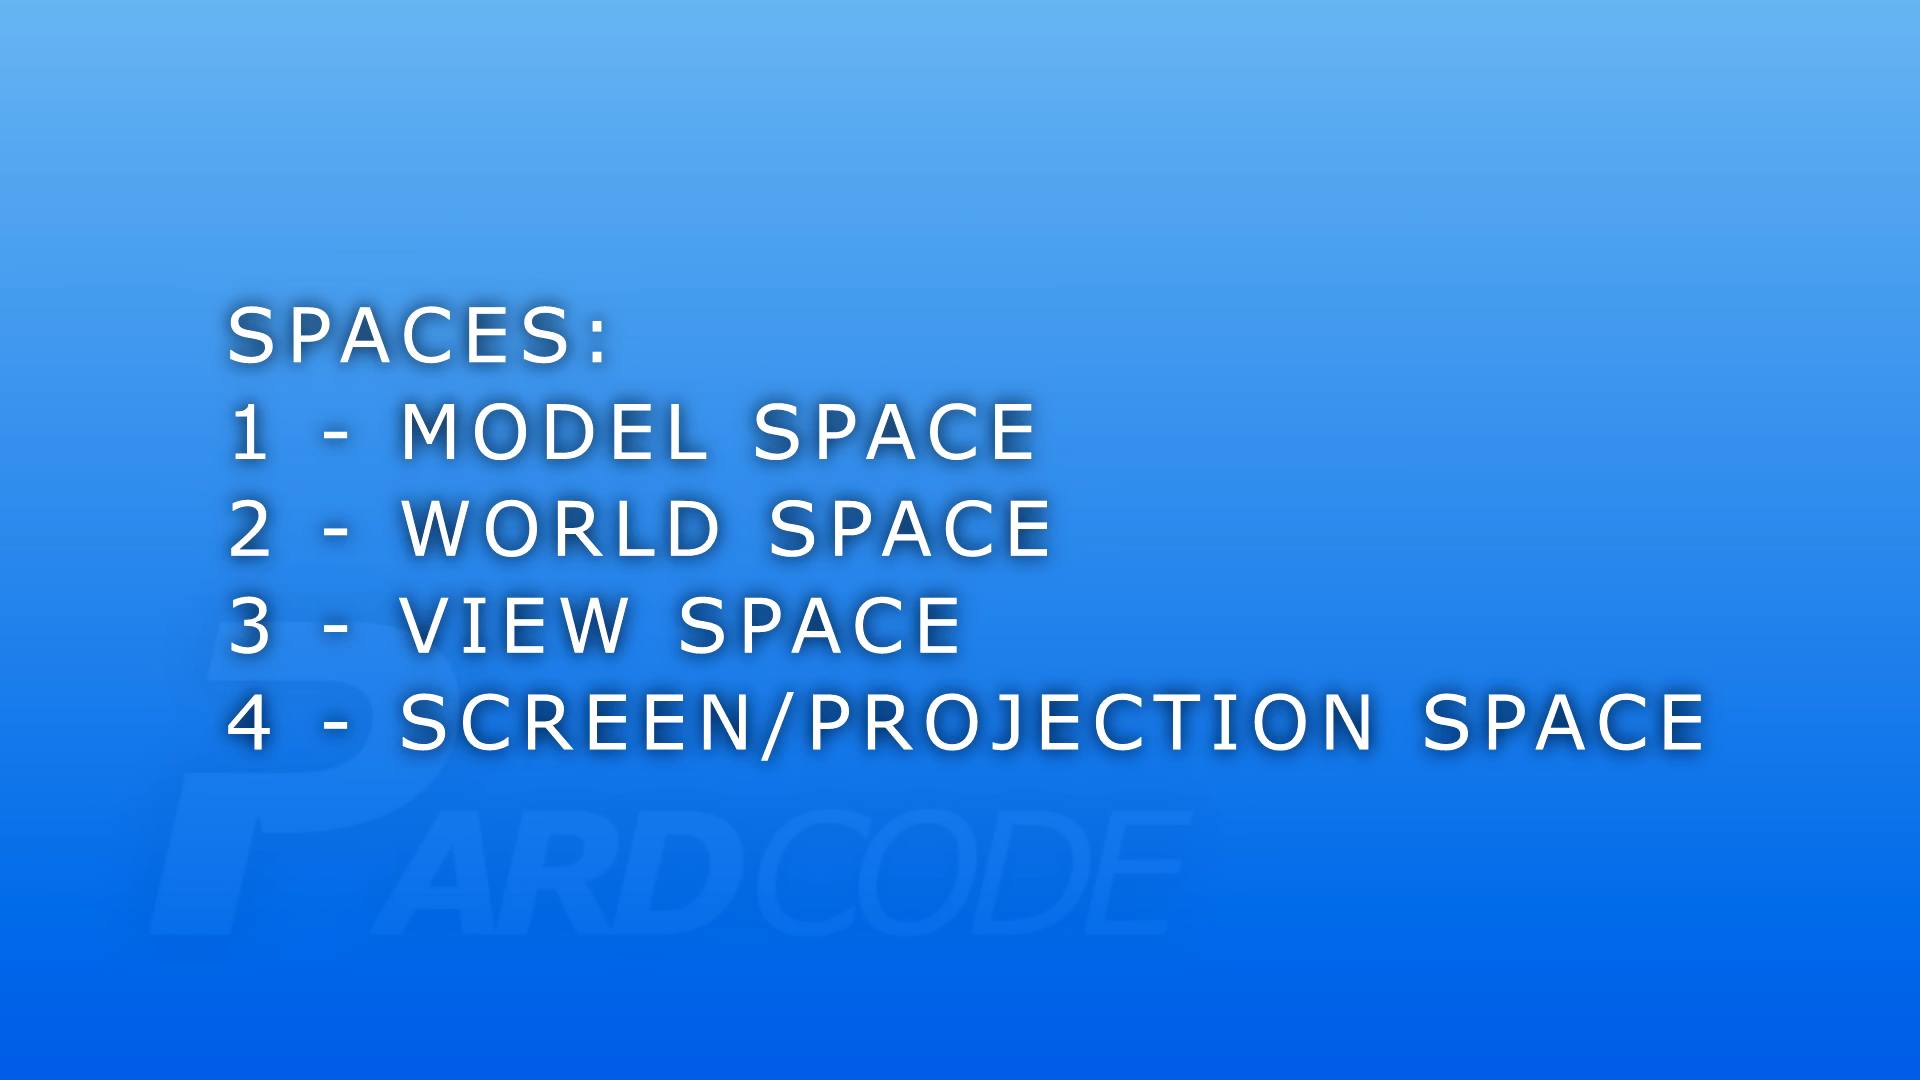 SPACES:
1 - MODEL SPACE
2 - WORLD SPACE
3 - VIEW SPACE
4 - SCREEN/PROJECTION SPACE
PARDCODE